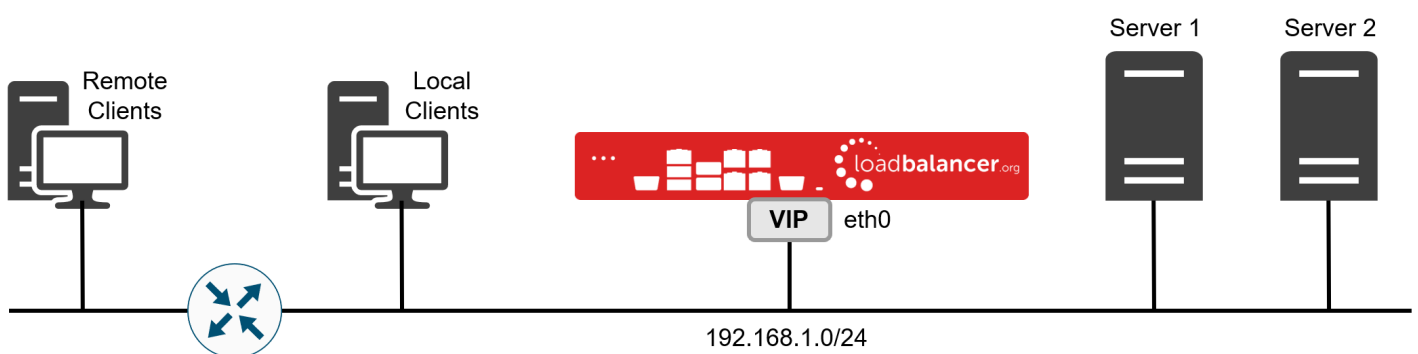 Remote
Clients
Local
Clients
loadbalancer.org
VIP
eth0
Server 1
Server 2
192.168.1.0/24